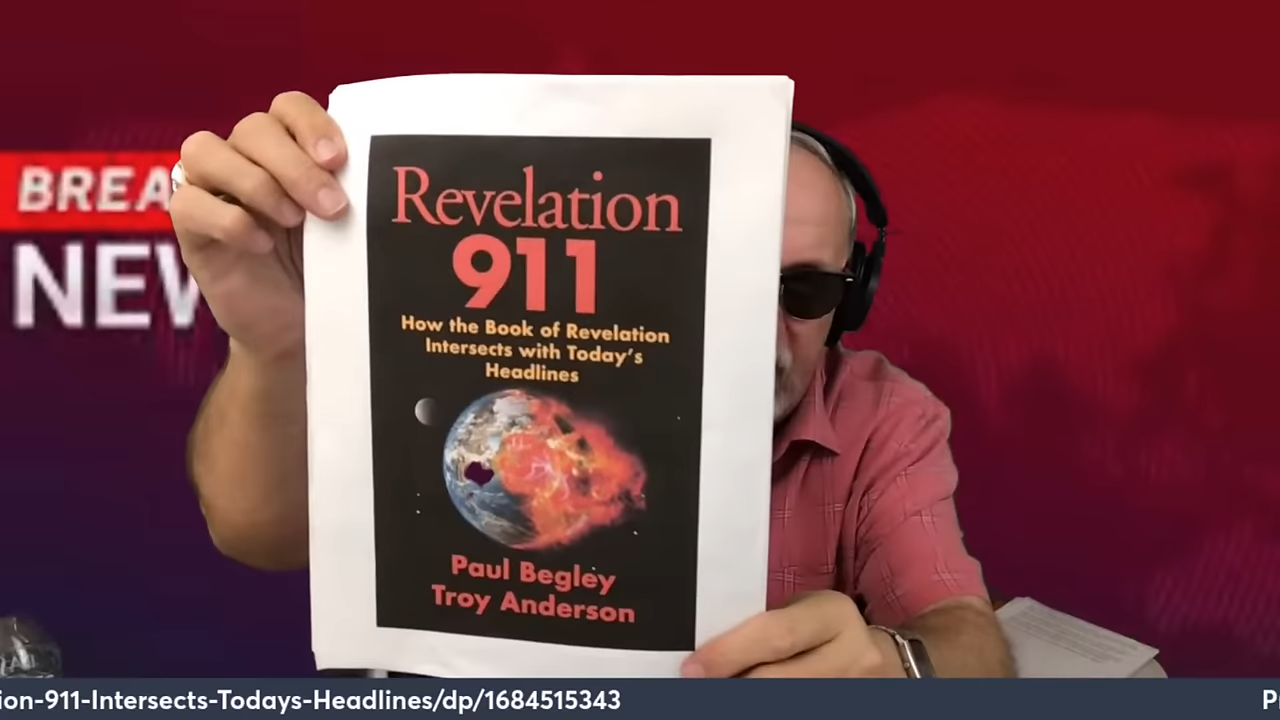 BREA
NEW
Revelation
911
How the Book of Revelation
Intersects with Today's
Headlines
Paul Begley
Troy Anderson
ion-911-Intersects-Todays-Headlines/dp/1684515343